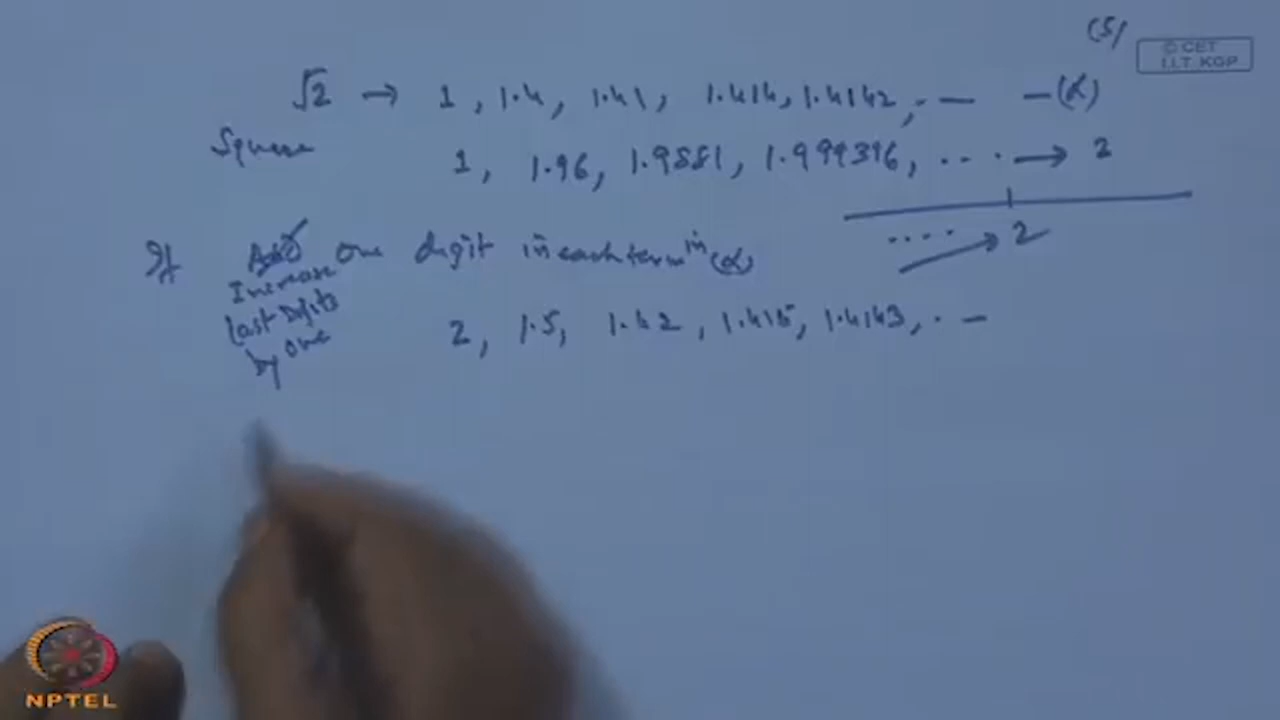 (5)
© CET
I.I.T. KGP
√2 → 1, 1.4, 1.41, 1.414, 1.4142, . — —(α)
Square 1, 1.96, 1.9881, 1.999396, .... → 2
.... → 2
If one digit in each term in (α)
Increase
last Digits
by one
2, 1.5, 1.42, 1.415, 1.4143, . —
NPTEL